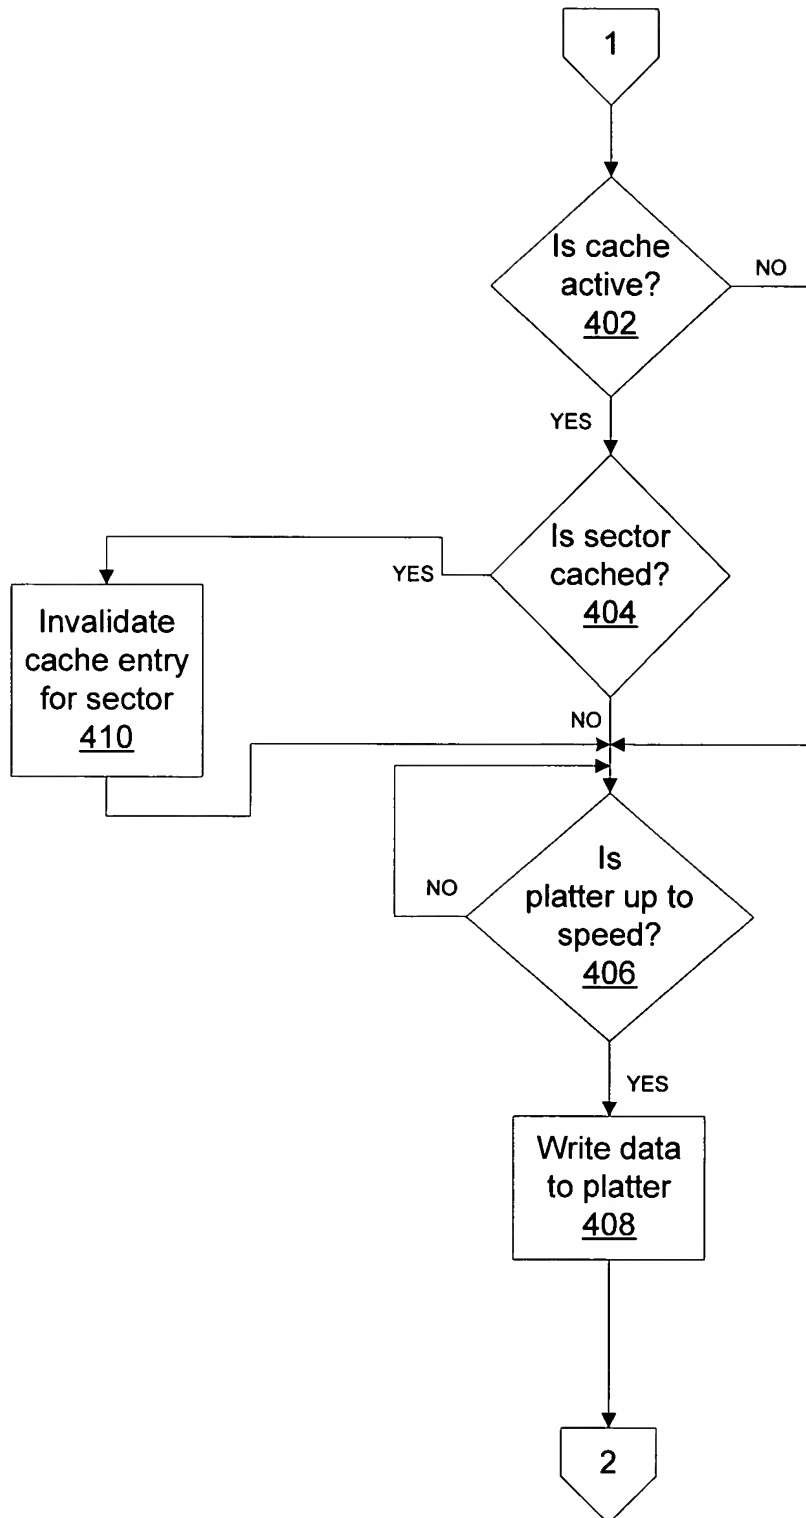 1
Is cache
active?
402
NO
YES
Is sector
cached?
404
YES
Invalidate
cache entry
for sector
410
NO
Is
platter up to
speed?
406
NO
YES
Write data
to platter
408
2